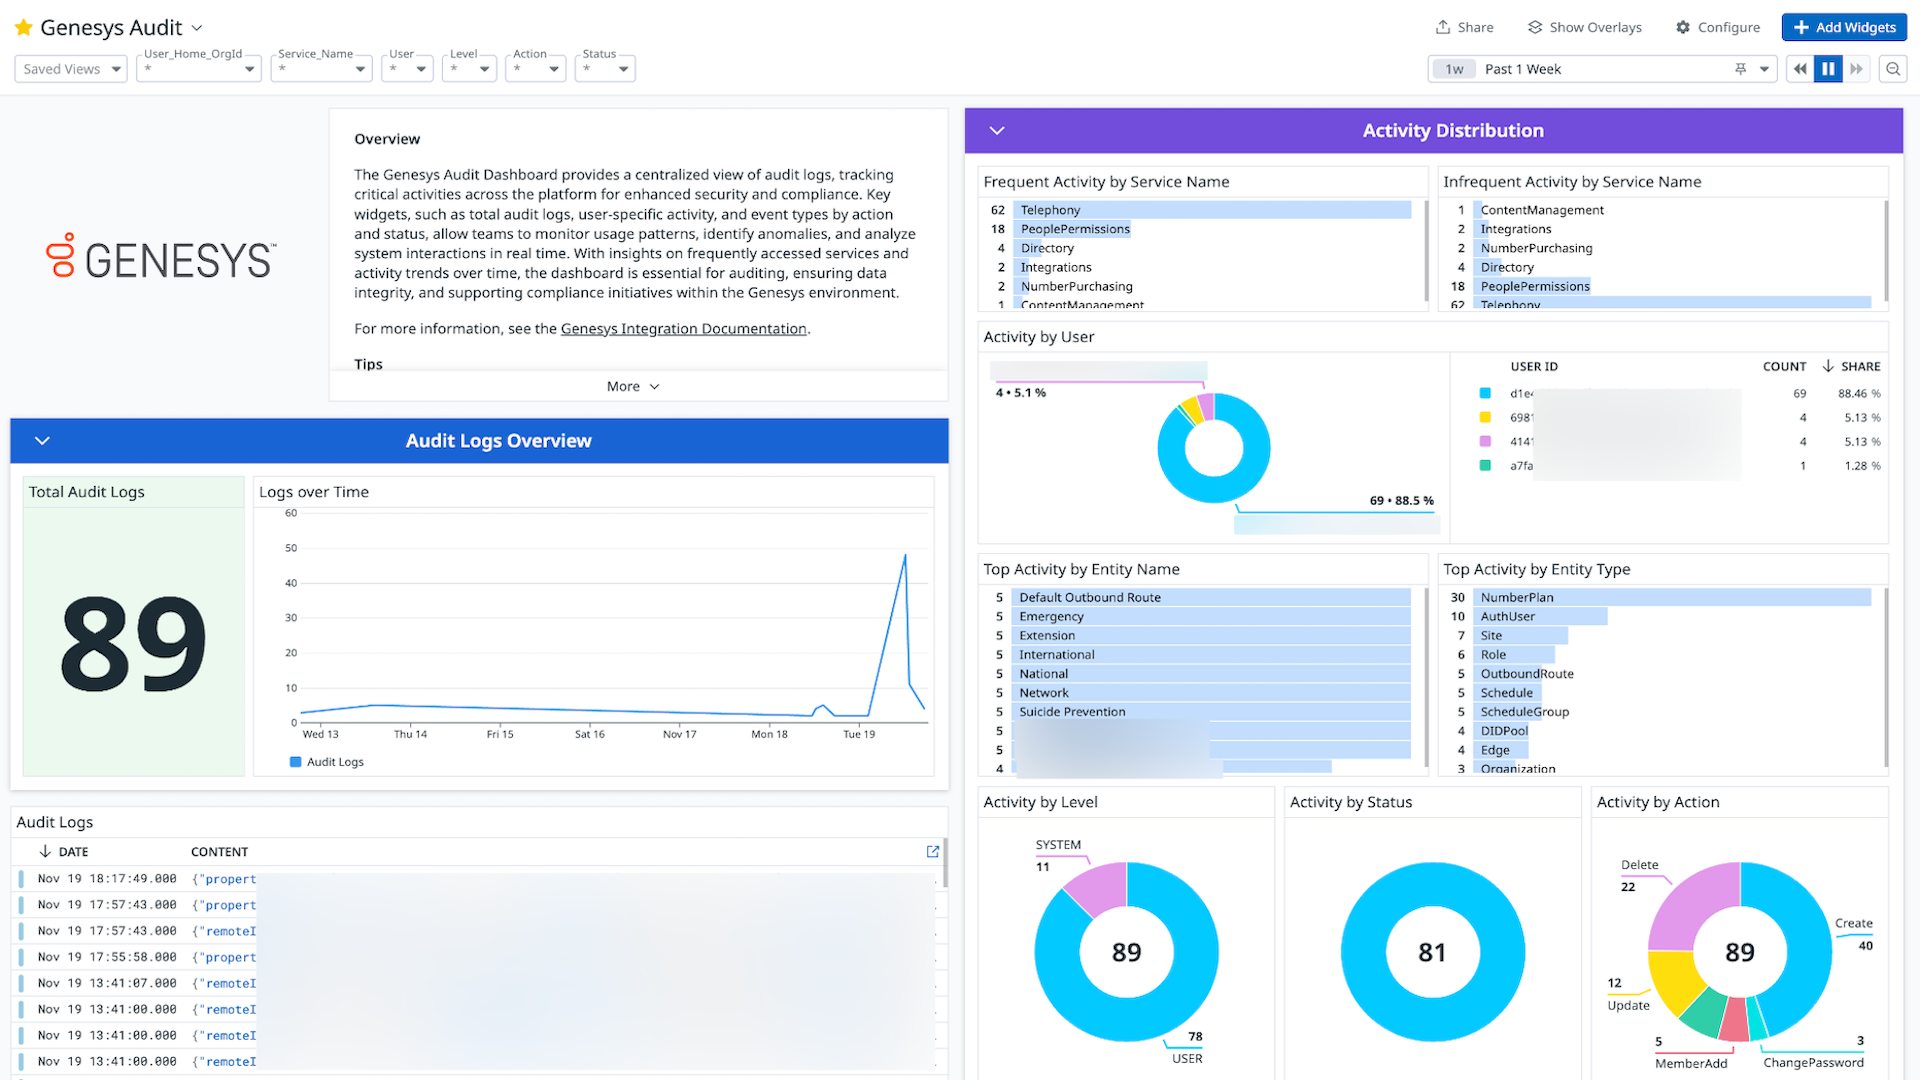 Genesys Audit
Share
Show Overlays
Configure
Add Widgets
Saved Views
User_Home_OrgId
*
Service_Name
*
User
*
Level
*
Action
*
Status
*
1w
Past 1 Week
GENESYS™
Overview
The Genesys Audit Dashboard provides a centralized view of audit logs, tracking
critical activities across the platform for enhanced security and compliance. Key
widgets, such as total audit logs, user-specific activity, and event types by action
and status, allow teams to monitor usage patterns, identify anomalies, and analyze
system interactions in real time. With insights on frequently accessed services and
activity trends over time, the dashboard is essential for auditing, ensuring data
integrity, and supporting compliance initiatives within the Genesys environment.
For more information, see the Genesys Integration Documentation.
Tips
More
Audit Logs Overview
Total Audit Logs
89
Logs over Time
60
50
40
30
20
10
0
Wed 13
Thu 14
Fri 15
Sat 16
Nov 17
Mon 18
Tue 19
Audit Logs
Audit Logs
DATE
CONTENT
Nov 19 18:17:49.000 {"propert
Nov 19 17:57:43.000 {"propert
Nov 19 17:57:43.000 {"remoteI
Nov 19 17:55:58.000 {"propert
Nov 19 13:41:07.000 {"remoteI
Nov 19 13:41:00.000 {"remoteI
Nov 19 13:41:00.000 {"remoteI
Nov 19 13:41:00.000 {"remoteI
Activity Distribution
Frequent Activity by Service Name
62 Telephony
18 PeoplePermissions
4 Directory
2 Integrations
2 NumberPurchasing
1 ContentManagement
Infrequent Activity by Service Name
1 ContentManagement
2 Integrations
2 NumberPurchasing
4 Directory
18 PeoplePermissions
62 Telephony
Activity by User
4 • 5.1 %
69 • 88.5 %
USER ID COUNT SHARE
d1e4 69 88.46 %
6981 4 5.13 %
4141 4 5.13 %
a7fa 1 1.28 %
Top Activity by Entity Name
5 Default Outbound Route
5 Emergency
5 Extension
5 International
5 National
5 Network
5 Suicide Prevention
5
5
4
Top Activity by Entity Type
30 NumberPlan
10 AuthUser
7 Site
6 Role
5 OutboundRoute
5 Schedule
5 ScheduleGroup
4 DIDPool
4 Edge
3 Organization
Activity by Level
SYSTEM
11
89
78
USER
Activity by Status
81
Activity by Action
Delete
22
Create
40
89
12
Update
5
MemberAdd
3
ChangePassword